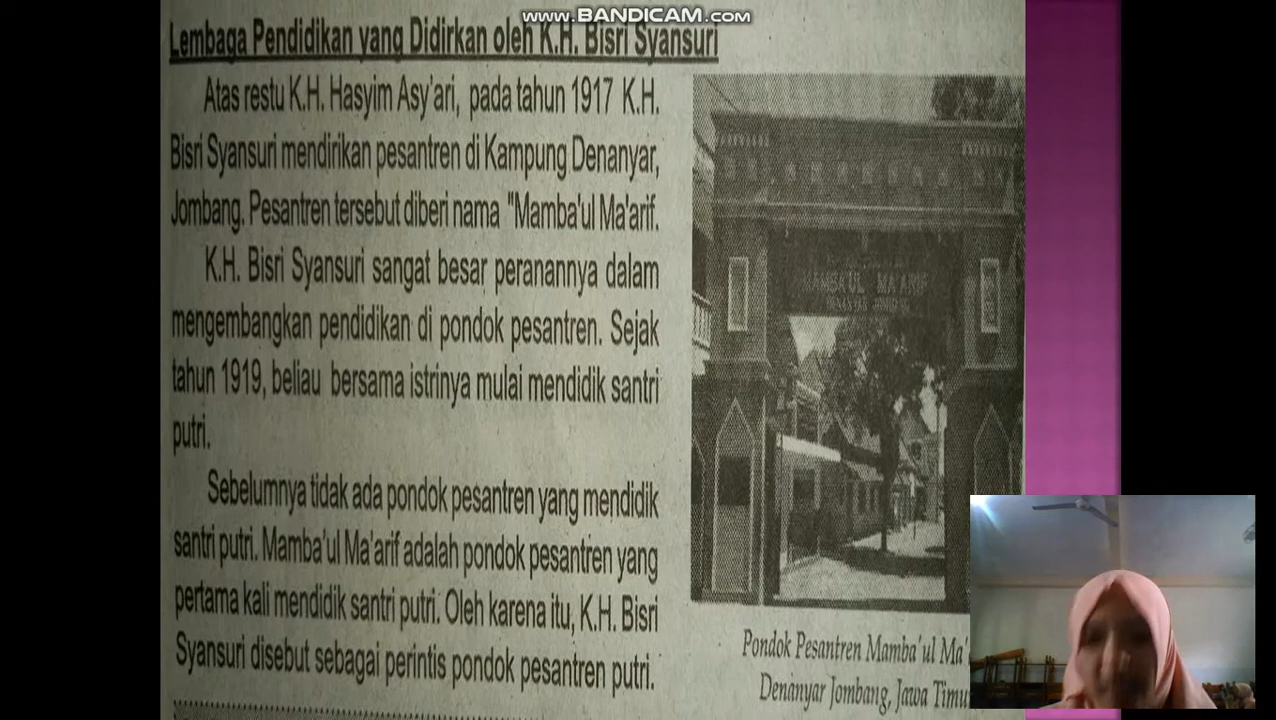 www.BANDICAM.com
Lembaga Pendidikan yang Didirkan oleh K.H. Bisri Syansuri
Atas restu K.H. Hasyim Asy'ari, pada tahun 1917 K.H.
Bisri Syansuri mendirikan pesantren di Kampung Denanyar,
Jombang. Pesantren tersebut diberi nama "Mamba'ul Ma'arif.
K.H. Bisri Syansuri sangat besar peranannya dalam
mengembangkan pendidikan di pondok pesantren. Sejak
tahun 1919, beliau bersama istrinya mulai mendidik santri
putri.
Sebelumnya tidak ada pondok pesantren yang mendidik
santri putri. Mamba'ul Ma'arif adalah pondok pesantren yang
pertama kali mendidik santri putri. Oleh karena itu, K.H. Bisri
Syansuri disebut sebagai perintis pondok pesantren putri.
MAMBA'UL MA'ARIF
Pondok Pesantren Mamba'ul Ma'
Denanyar Jombang, Jawa Timu